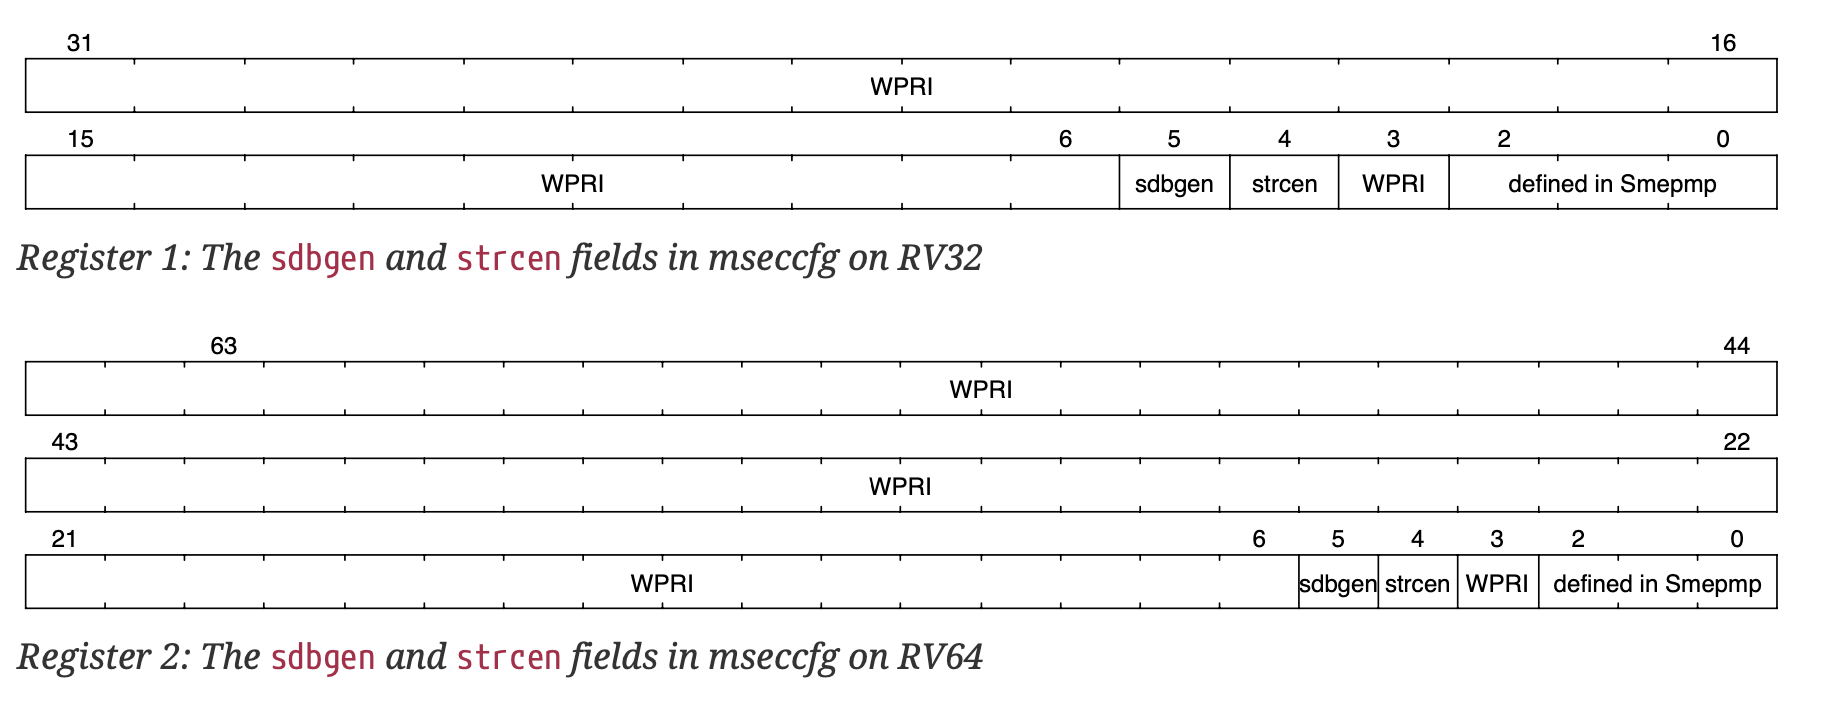 31 16
WPRI
15 6 5 4 3 2 0
WPRI sdbgen strcen WPRI defined in Smepmp
Register 1: The sdbgen and strcen fields in mseccfg on RV32
63 44
WPRI
43 22
WPRI
21 6 5 4 3 2 0
WPRI sdbgen strcen WPRI defined in Smepmp
Register 2: The sdbgen and strcen fields in mseccfg on RV64